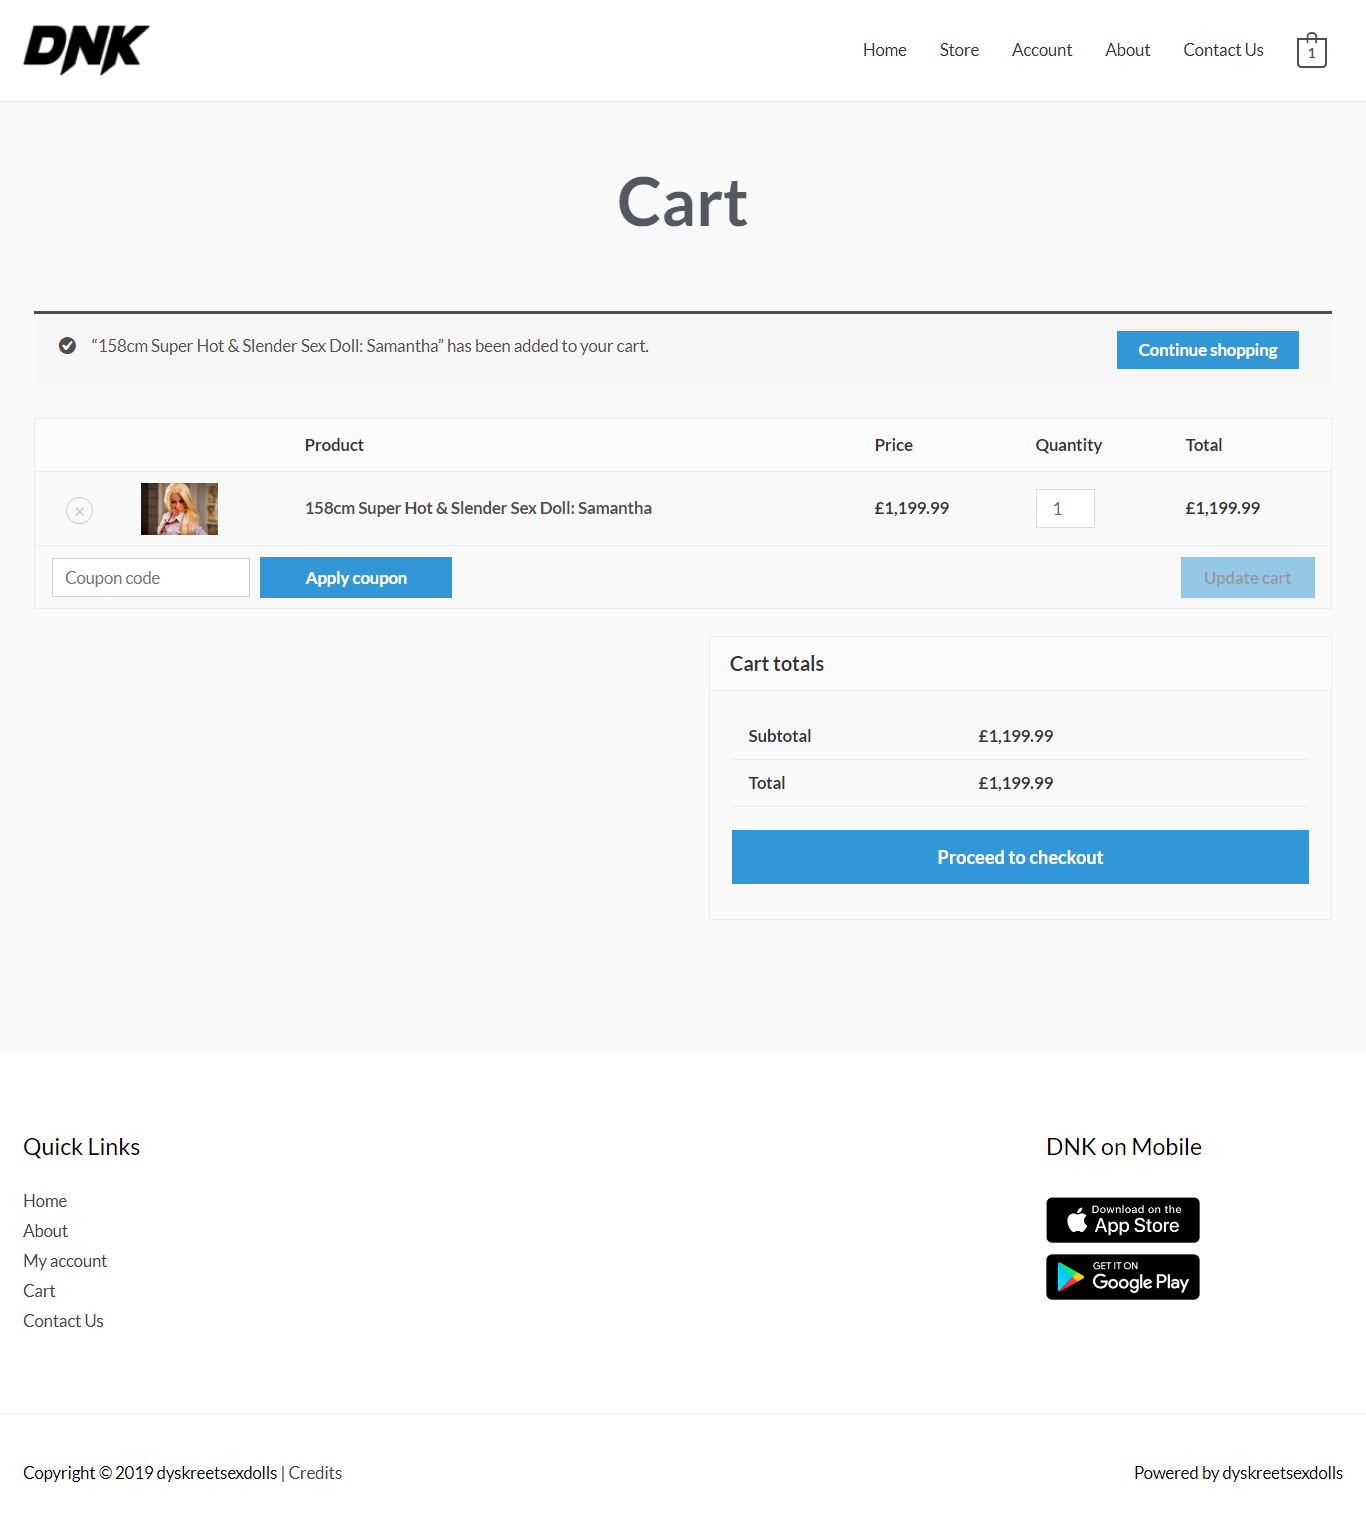 DNK
Home Store Account About Contact Us 1
Cart
“158cm Super Hot & Slender Sex Doll: Samantha” has been added to your cart. Continue shopping
Product Price Quantity Total
× 158cm Super Hot & Slender Sex Doll: Samantha £1,199.99 1 £1,199.99
Coupon code Apply coupon Update cart
Cart totals
Subtotal £1,199.99
Total £1,199.99
Proceed to checkout
Quick Links
Home
About
My account
Cart
Contact Us
DNK on Mobile
Download on the
App Store
GET IT ON
Google Play
Copyright © 2019 dyskreetsexdolls | Credits
Powered by dyskreetsexdolls